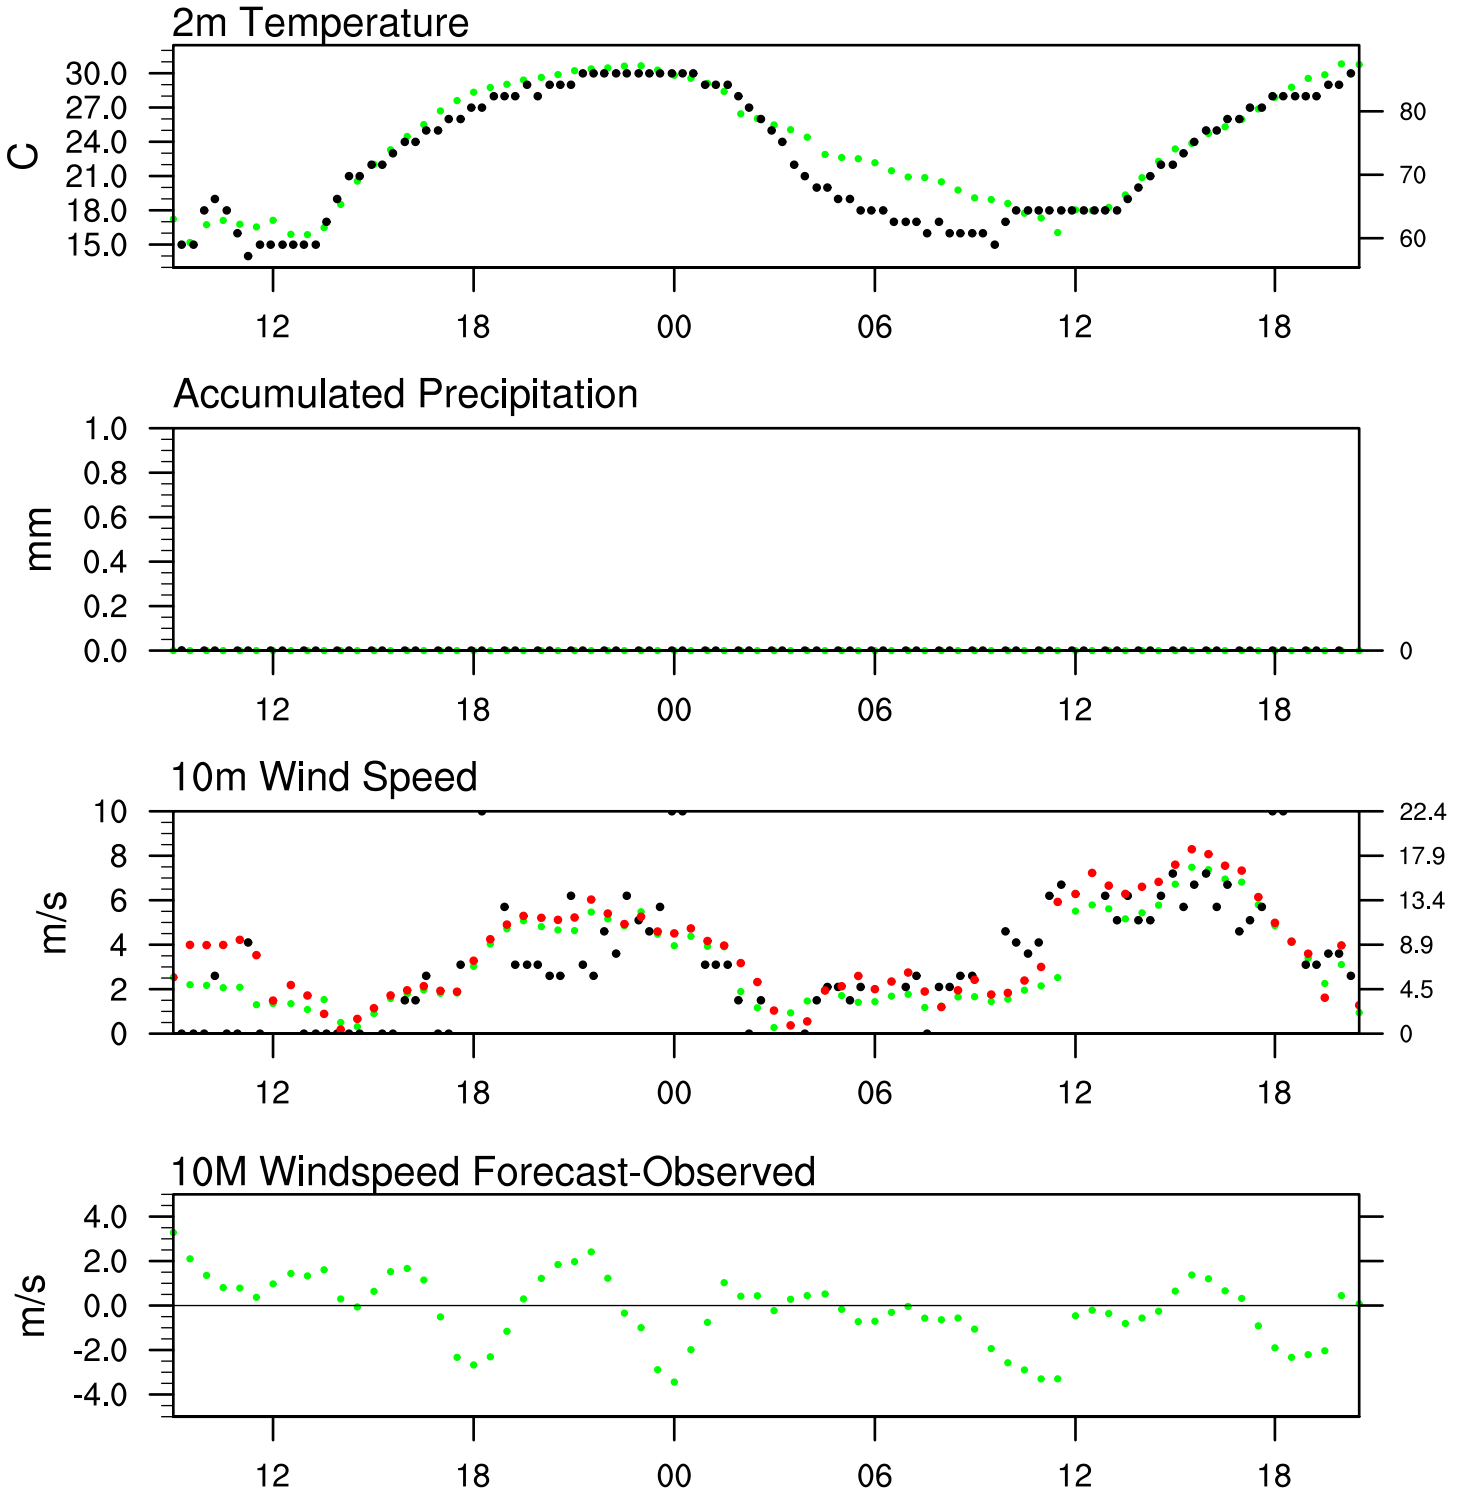 2m Temperature
30.0
27.0
24.0
21.0
18.0
15.0
C
80
70
60
12 18 00 06 12 18
Accumulated Precipitation
1.0
0.8
0.6
0.4
0.2
0.0
mm
0
12 18 00 06 12 18
10m Wind Speed
10
8
6
4
2
0
m/s
22.4
17.9
13.4
8.9
4.5
0
12 18 00 06 12 18
10M Windspeed Forecast-Observed
4.0
2.0
0.0
-2.0
-4.0
m/s
12 18 00 06 12 18